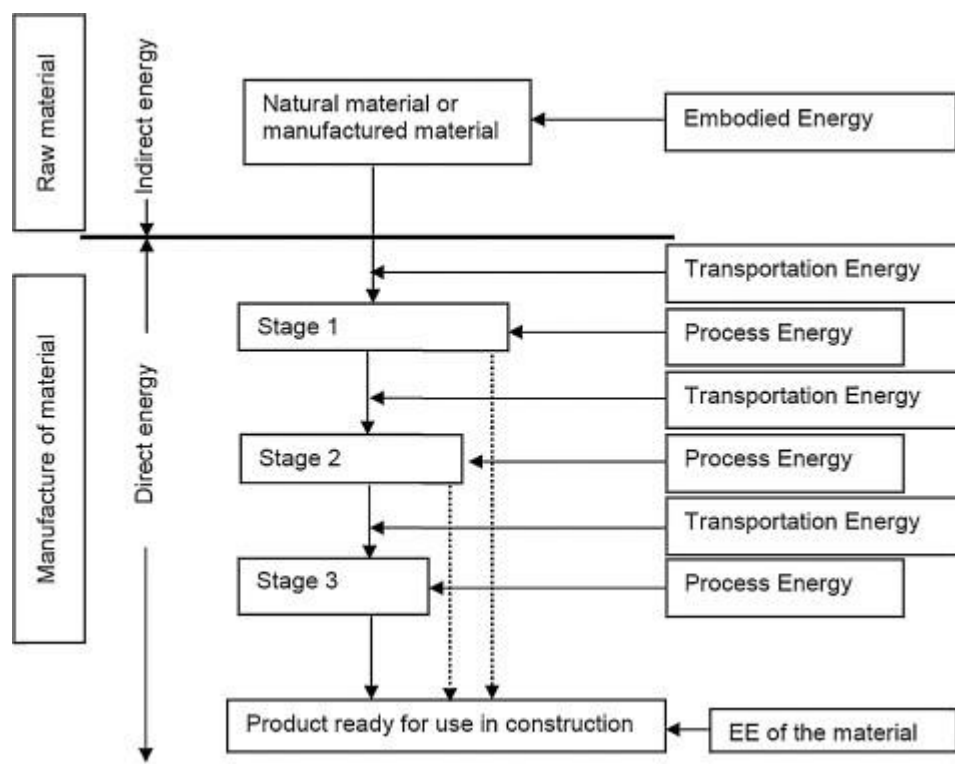 Raw material
Indirect energy
Natural material or
manufactured material
Embodied Energy
Manufacture of material
Direct energy
Transportation Energy
Stage 1
Process Energy
Transportation Energy
Stage 2
Process Energy
Transportation Energy
Stage 3
Process Energy
Product ready for use in construction
EE of the material